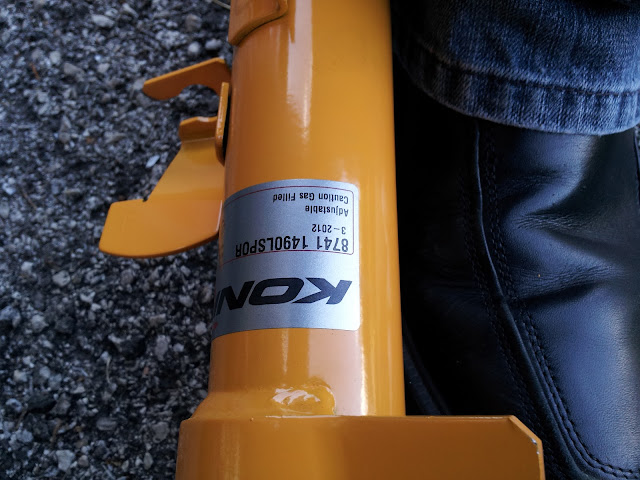 KONI
8741 1490LSPOR
3–2012
Adjustable
Caution Gas Filled